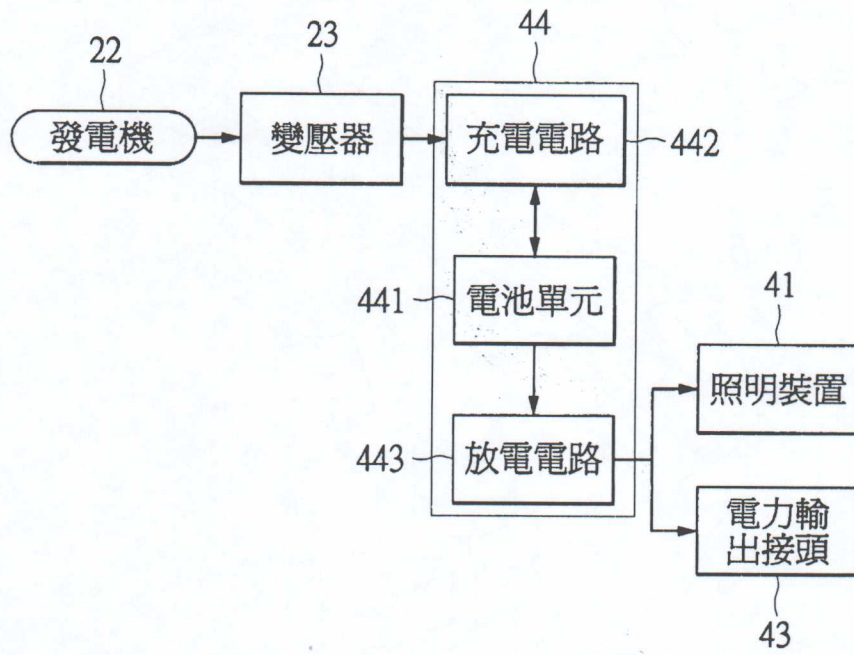 22
發電機
23
變壓器
44
充電電路
442
441
電池單元
443
放電電路
41
照明裝置
電力輸
出接頭
43